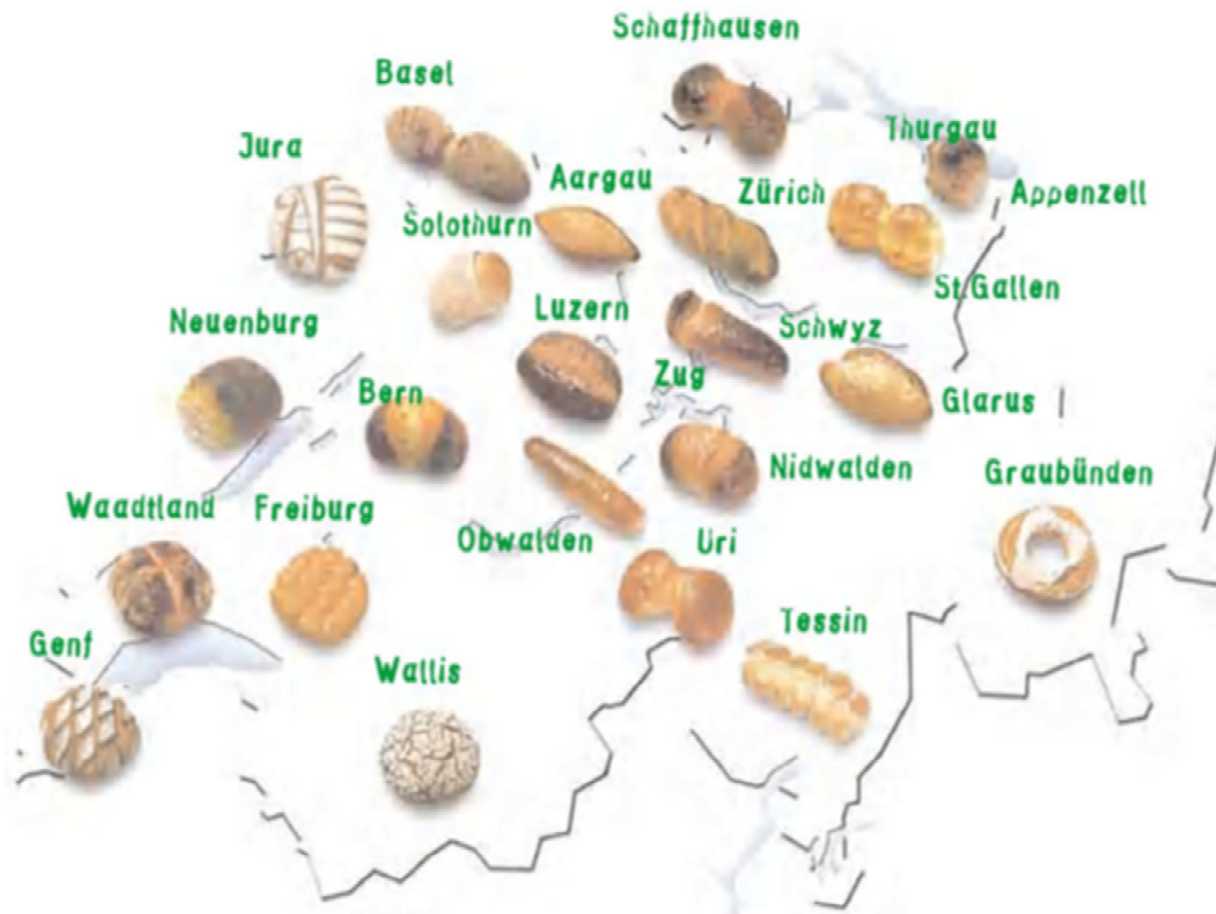 Schaffhausen
Basel
Thurgau
Jura
Aargau
Zürich
Appenzell
Solothurn
St.Gallen
Neuenburg
Luzern
Schwyz
Zug
Bern
Glarus
Nidwalden
Graubünden
Waadtland
Freiburg
Obwalden
Uri
Tessin
Genf
Wallis